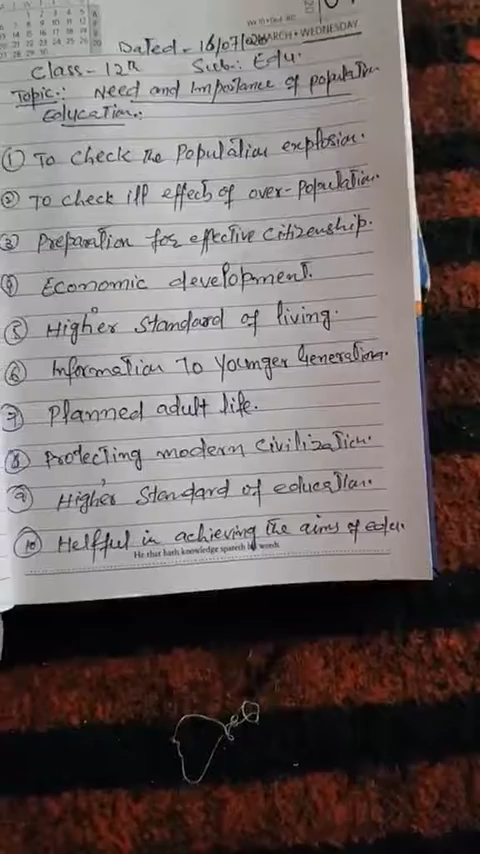 Dated - 16/07/
MARCH • WEDNESDAY
Class - 12th Sub:. Edu.
Topic:. Need and Importance of population
Education:.
① To check the Population explosion.
② To check ill effects of over-population.
③ Preparation for effective citizenship.
④ Economic development.
⑤ Higher Standard of living.
⑥ Information To Younger Generation.
⑦ Planned adult life.
⑧ Protecting modern civilization.
⑨ Higher Standard of education.
⑩ Helpful in achieving the aims of edu.
He that hath knowledge spareth his words